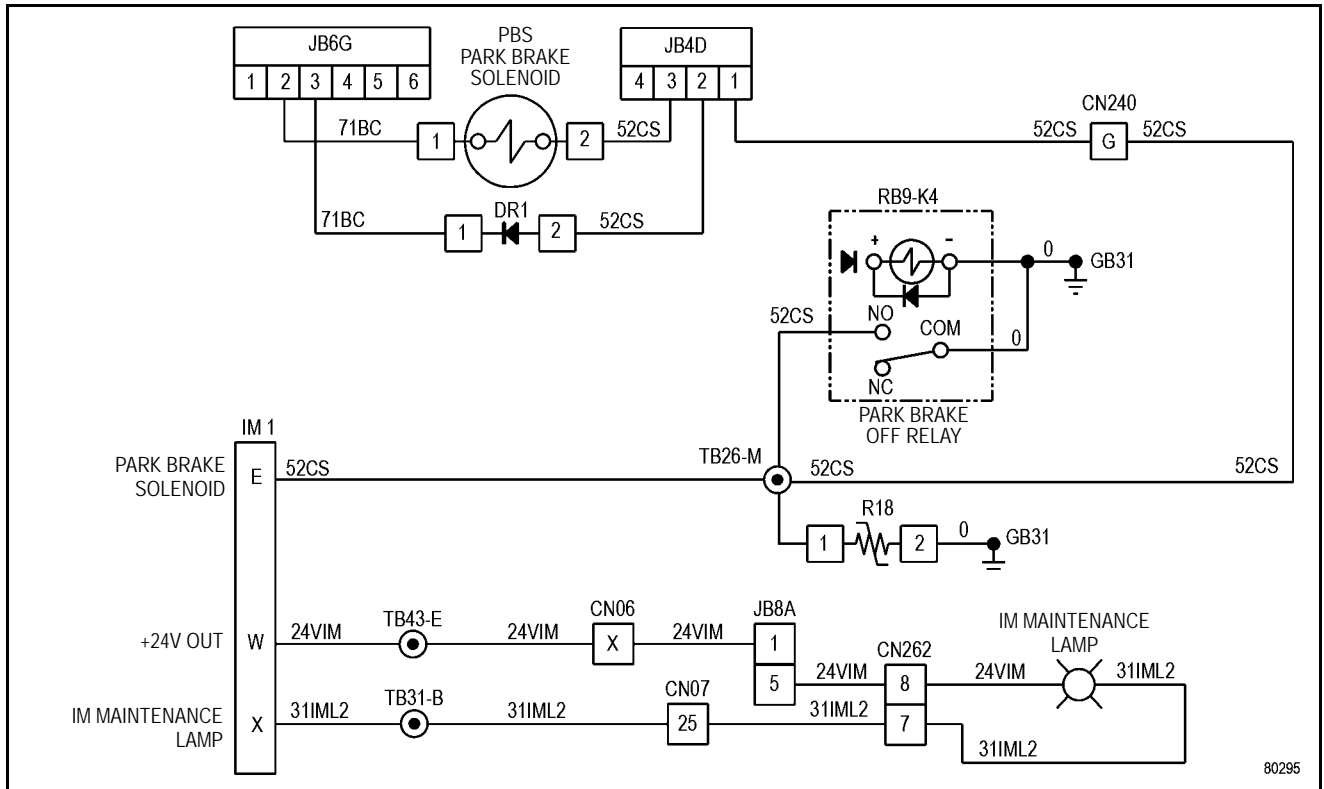 JB6G
1 2 3 4 5 6
PBS
PARK BRAKE
SOLENOID
JB4D
4 3 2 1
71BC
1
2
52CS
CN240
52CS
G
52CS
71BC
1
DR1
2
52CS
RB9-K4
+
-
0
GB31
NO
52CS
COM
0
NC
PARK BRAKE
OFF RELAY
IM 1
PARK BRAKE
SOLENOID
E
52CS
TB26-M
52CS
52CS
R18
1
2
0
GB31
+24V OUT
W
24VIM
TB43-E
24VIM
CN06
X
24VIM
JB8A
1
5
24VIM
CN262
8
7
24VIM
IM MAINTENANCE
LAMP
31IML2
IM MAINTENANCE
LAMP
X
31IML2
TB31-B
31IML2
CN07
25
31IML2
31IML2
80295